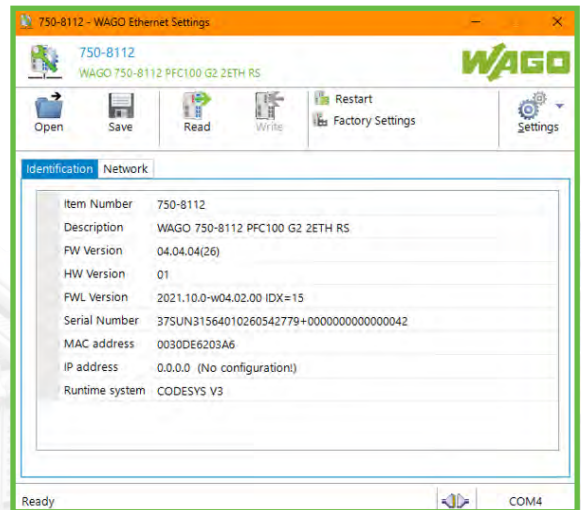 750-8112 - WAGO Ethernet Settings
750-8112
WAGO 750-8112 PFC100 G2 2ETH RS
WAGO
Open
Save
Read
Write
Restart
Factory Settings
Settings
Identification Network
Item Number 750-8112
Description WAGO 750-8112 PFC100 G2 2ETH RS
FW Version 04.04.04(26)
HW Version 01
FWL Version 2021.10.0-w04.02.00 IDX=15
Serial Number 37SUN31564010260542779+0000000000000042
MAC address 0030DE6203A6
IP address 0.0.0.0 (No configuration!)
Runtime system CODESYS V3
Ready
COM4